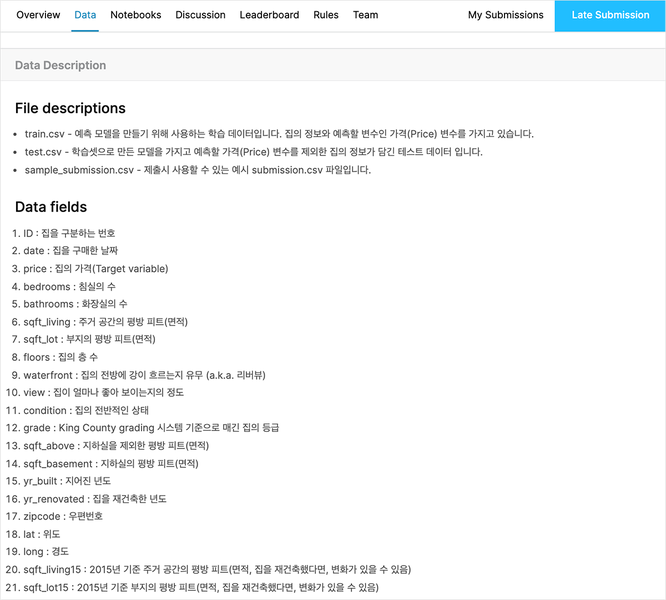 Overview Data Notebooks Discussion Leaderboard Rules Team My Submissions Late Submission
Data Description
File descriptions
• train.csv - 예측 모델을 만들기 위해 사용하는 학습 데이터입니다. 집의 정보와 예측할 변수인 가격(Price) 변수를 가지고 있습니다.
• test.csv - 학습셋으로 만든 모델을 가지고 예측할 가격(Price) 변수를 제외한 집의 정보가 담긴 테스트 데이터 입니다.
• sample_submission.csv - 제출시 사용할 수 있는 예시 submission.csv 파일입니다.
Data fields
1. ID : 집을 구분하는 번호
2. date : 집을 구매한 날짜
3. price : 집의 가격(Target variable)
4. bedrooms : 침실의 수
5. bathrooms : 화장실의 수
6. sqft_living : 주거 공간의 평방 피트(면적)
7. sqft_lot : 부지의 평방 피트(면적)
8. floors : 집의 층 수
9. waterfront : 집의 전방에 강이 흐르는지 유무 (a.k.a. 리버뷰)
10. view : 집이 얼마나 좋아 보이는지의 정도
11. condition : 집의 전반적인 상태
12. grade : King County grading 시스템 기준으로 매긴 집의 등급
13. sqft_above : 지하실을 제외한 평방 피트(면적)
14. sqft_basement : 지하실의 평방 피트(면적)
15. yr_built : 지어진 년도
16. yr_renovated : 집을 재건축한 년도
17. zipcode : 우편번호
18. lat : 위도
19. long : 경도
20. sqft_living15 : 2015년 기준 주거 공간의 평방 피트(면적, 집을 재건축했다면, 변화가 있을 수 있음)
21. sqft_lot15 : 2015년 기준 부지의 평방 피트(면적, 집을 재건축했다면, 변화가 있을 수 있음)